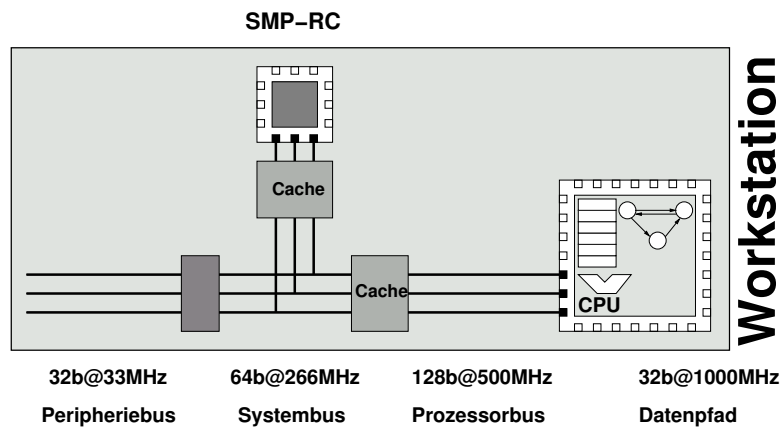 SMP–RC
Workstation
Cache
Cache
CPU
32b@33MHz 64b@266MHz 128b@500MHz 32b@1000MHz
Peripheriebus Systembus Prozessorbus Datenpfad